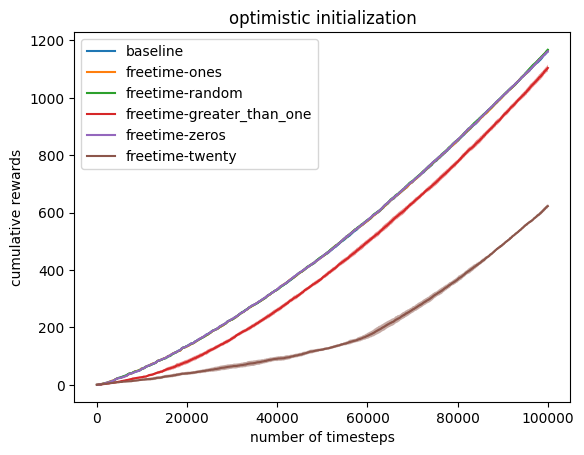 optimistic initialization
1200
1000
800
600
400
200
0
cumulative rewards
baseline
freetime-ones
freetime-random
freetime-greater_than_one
freetime-zeros
freetime-twenty
0 20000 40000 60000 80000 100000
number of timesteps